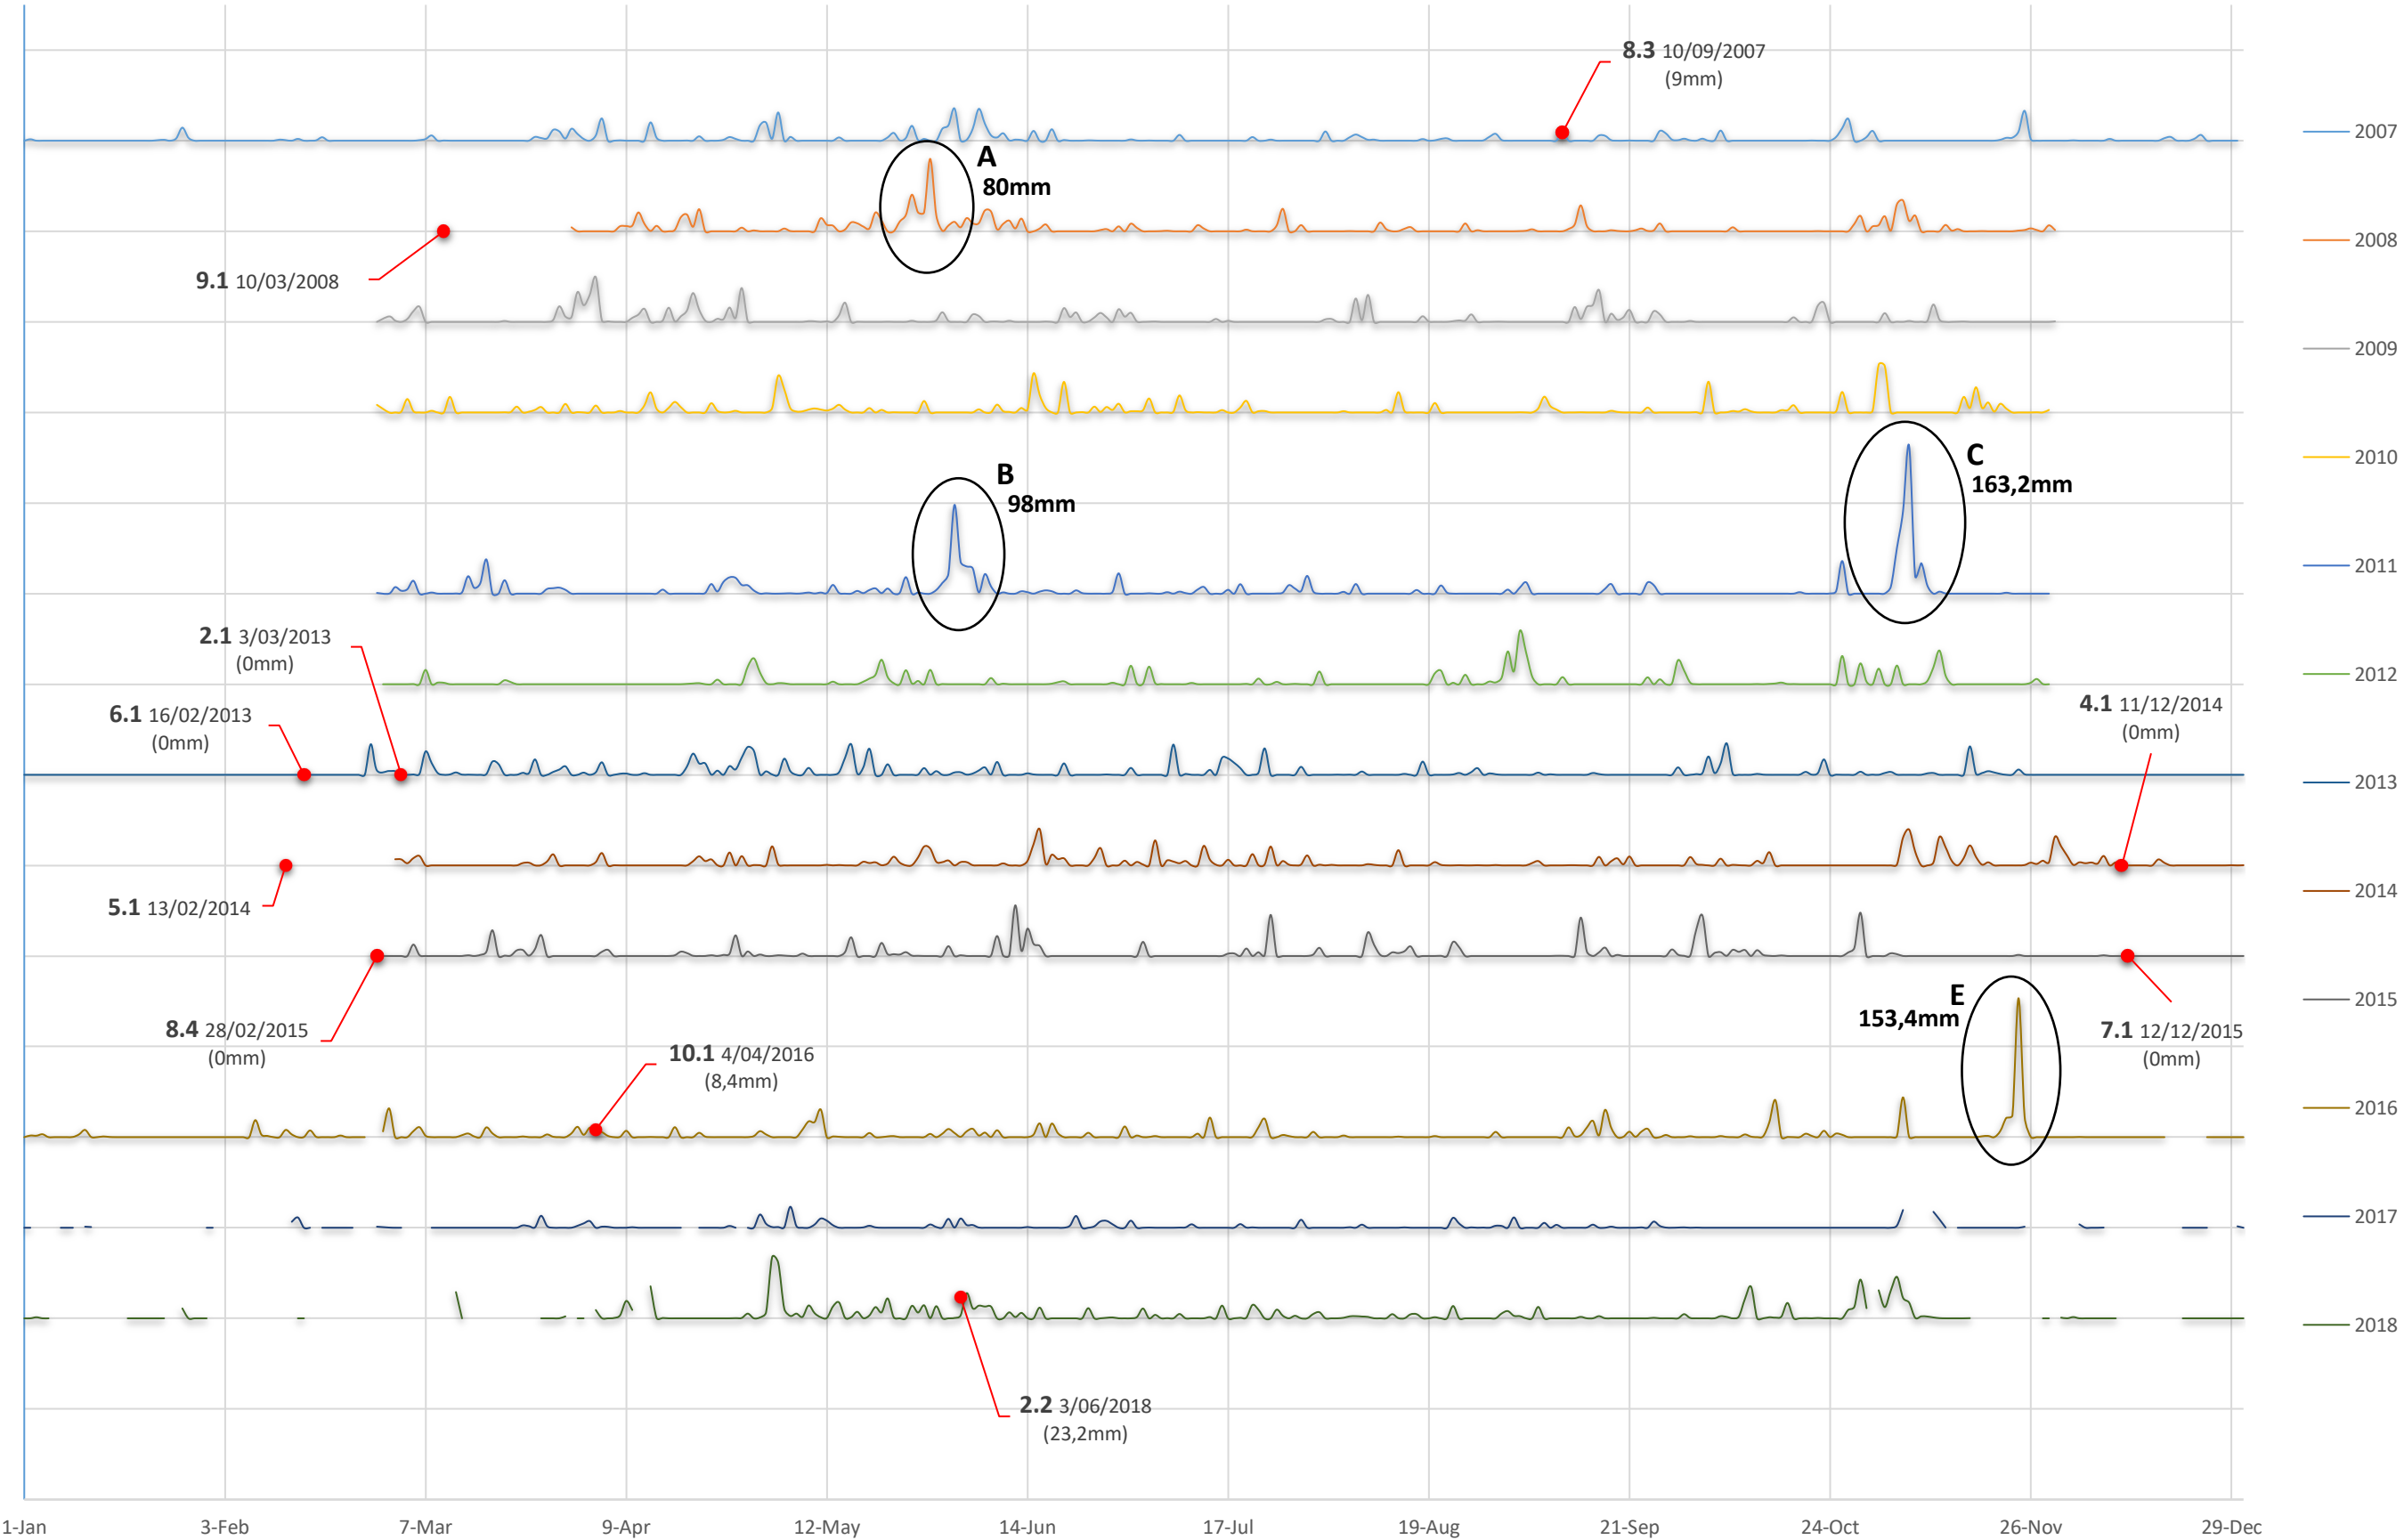 8.3 10/09/2007
(9mm)
2007
A
80mm
2008
9.1 10/03/2008
2009
C
163,2mm
2010
B
98mm
2011
2.1 3/03/2013
(0mm)
2012
6.1 16/02/2013
(0mm)
4.1 11/12/2014
(0mm)
2013
2014
5.1 13/02/2014
E
153,4mm
2015
8.4 28/02/2015
(0mm)
7.1 12/12/2015
(0mm)
10.1 4/04/2016
(8,4mm)
2016
2017
2018
2.2 3/06/2018
(23,2mm)
1-Jan 3-Feb 7-Mar 9-Apr 12-May 14-Jun 17-Jul 19-Aug 21-Sep 24-Oct 26-Nov 29-Dec